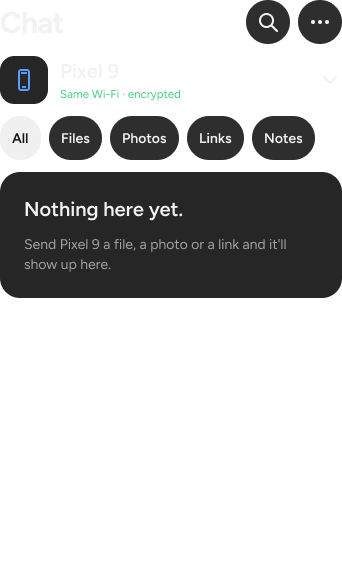 Chat
Pixel 9
Same Wi-Fi · encrypted
All
Files
Photos
Links
Notes
Nothing here yet.
Send Pixel 9 a file, a photo or a link and it'll
show up here.